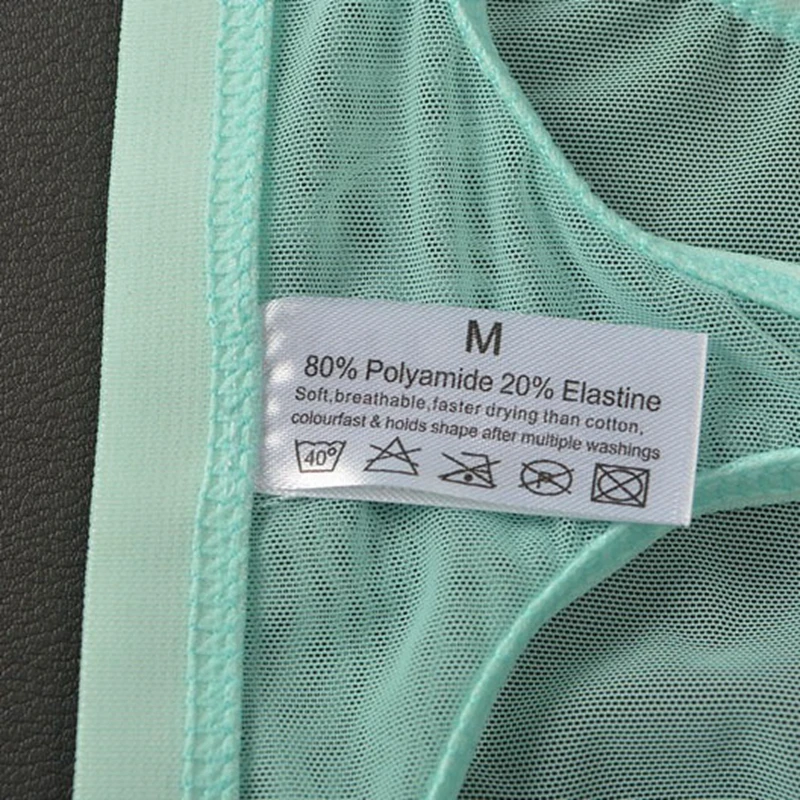 M
80% Polyamide 20% Elastine
Soft,breathable,faster drying than cotton,
colourfast & holds shape after multiple washings
40°
P